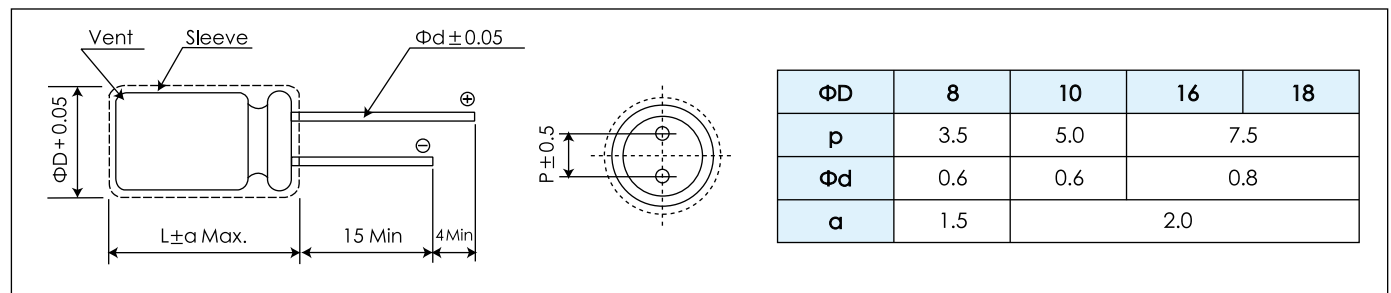 Vent Sleeve Φd±0.05
ΦD+0.05
⊕
⊖
L±a Max. 15 Min 4Min
P±0.5
ΦD 8 10 16 18
p 3.5 5.0 7.5
Φd 0.6 0.6 0.8
a 1.5 2.0